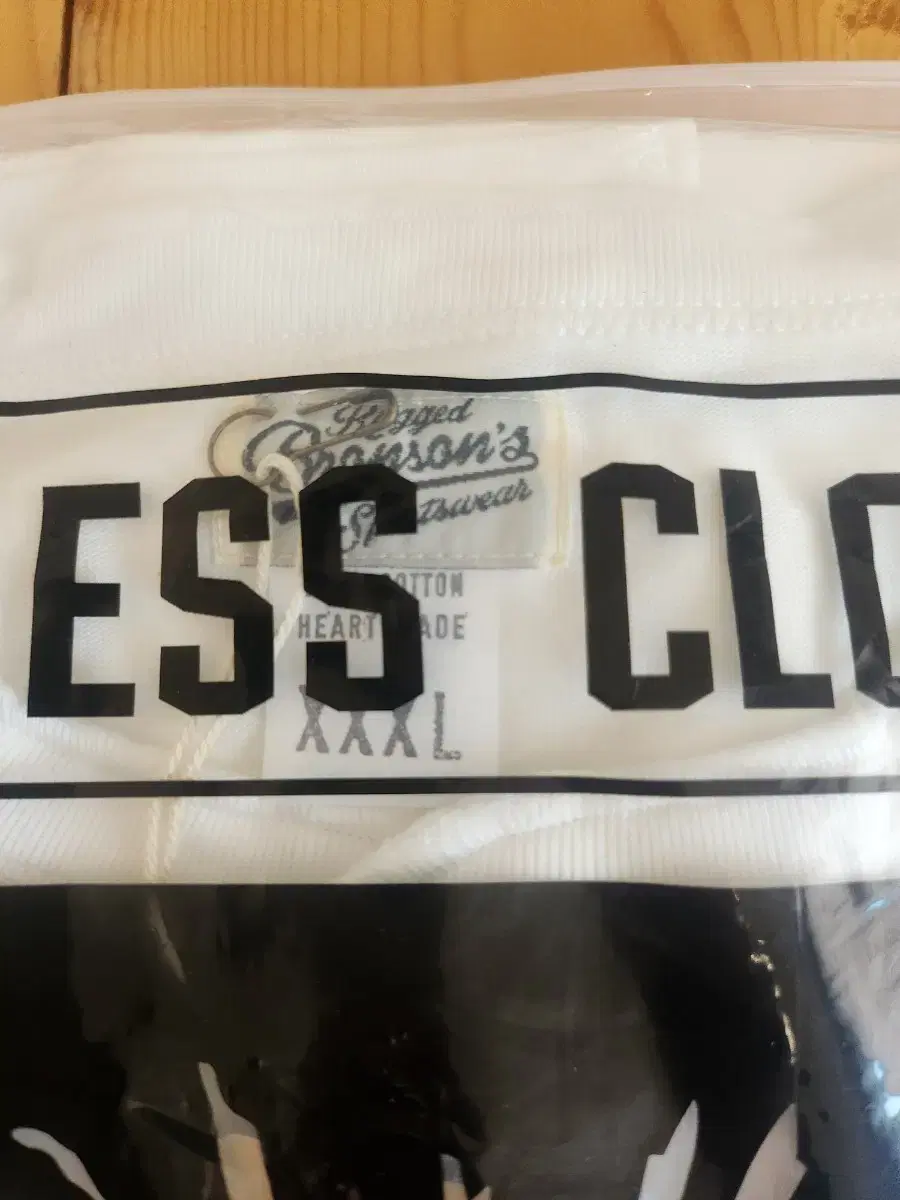 Rugged
Bronson's
Sportswear
ESS CLO
COTTON
HEART MADE
XXXL